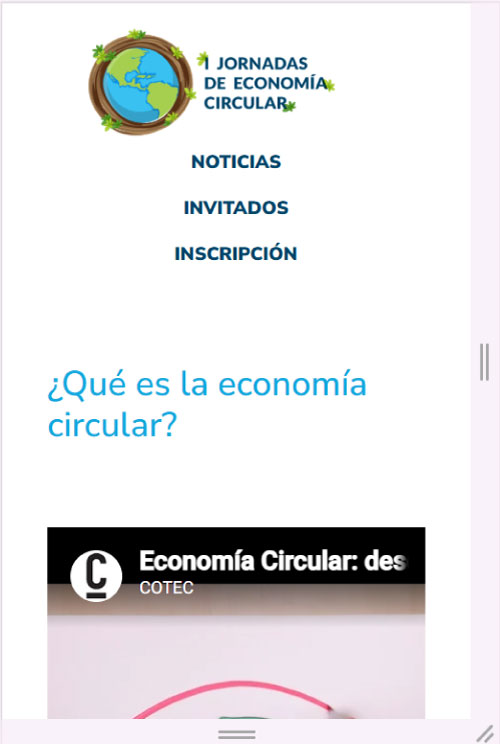 I JORNADAS
DE ECONOMÍA
CIRCULAR
NOTICIAS
INVITADOS
INSCRIPCIÓN
¿Qué es la economía
circular?
Economía Circular: des
COTEC